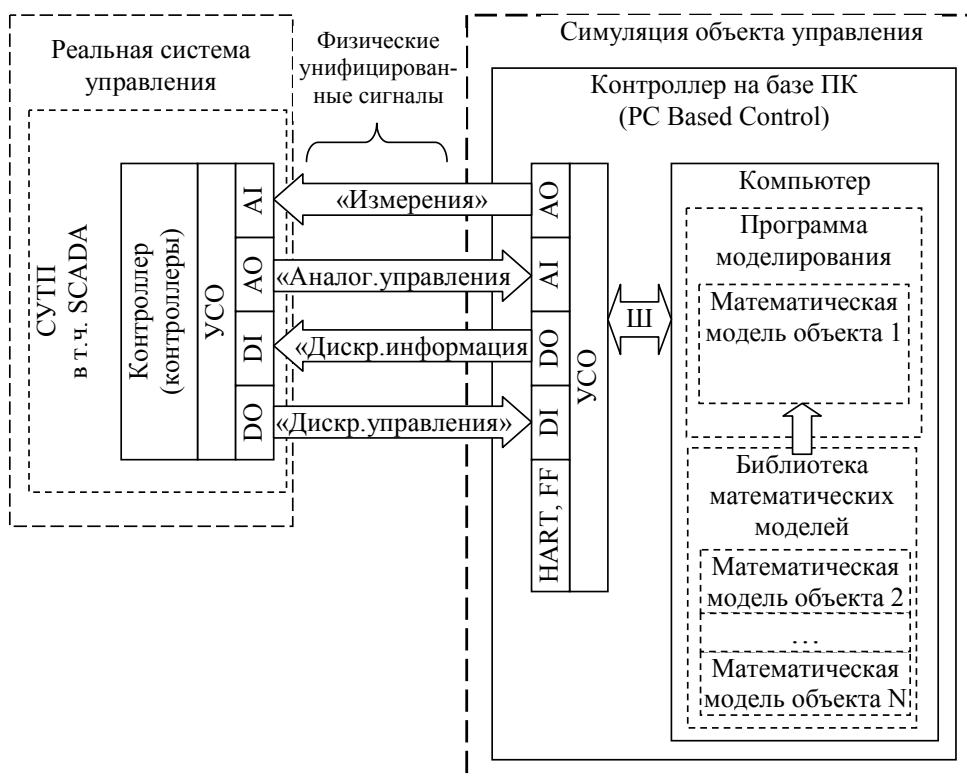 Реальная система
управления
Физические
унифицирован-
ные сигналы
Симуляция объекта управления
Контроллер на базе ПК
(PC Based Control)
СУТП
в т.ч. SCADA
Контроллер
(контроллеры)
УСО
AI
AO
DI
DO
«Измерения»
«Аналог.управления
«Дискр.информация
«Дискр.управления»
AO
AI
DO
DI
HART, FF
УСО
Ш
Компьютер
Программа
моделирования
Математическая
модель объекта 1
Библиотека
математических
моделей
Математическая
модель объекта 2
...
Математическая
модель объекта N